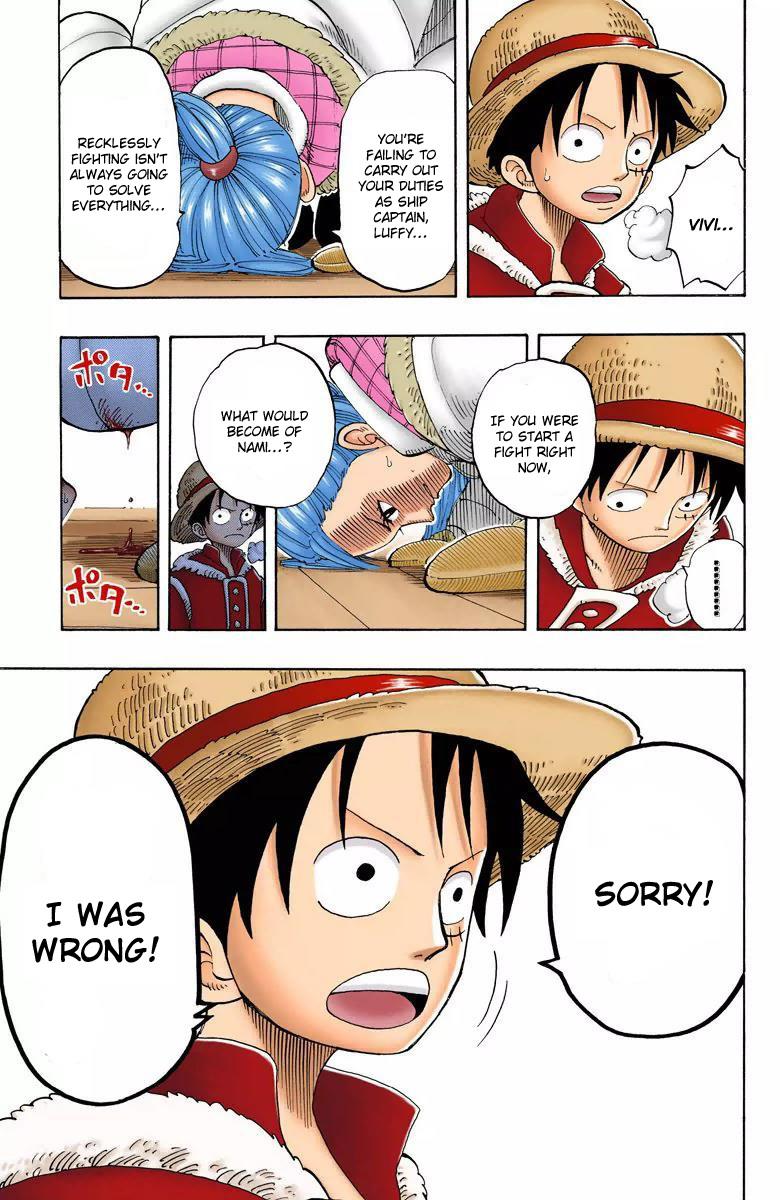 VIVI...
YOU'RE
FAILING TO
CARRY OUT
YOUR DUTIES
AS SHIP
CAPTAIN,
LUFFY...
RECKLESSLY
FIGHTING ISN'T
ALWAYS GOING
TO SOLVE
EVERYTHING...
..........
IF YOU WERE
TO START A
FIGHT RIGHT
NOW,
WHAT WOULD
BECOME OF
NAMI...?
ポタ...
ポタ...
SORRY!
I WAS
WRONG!